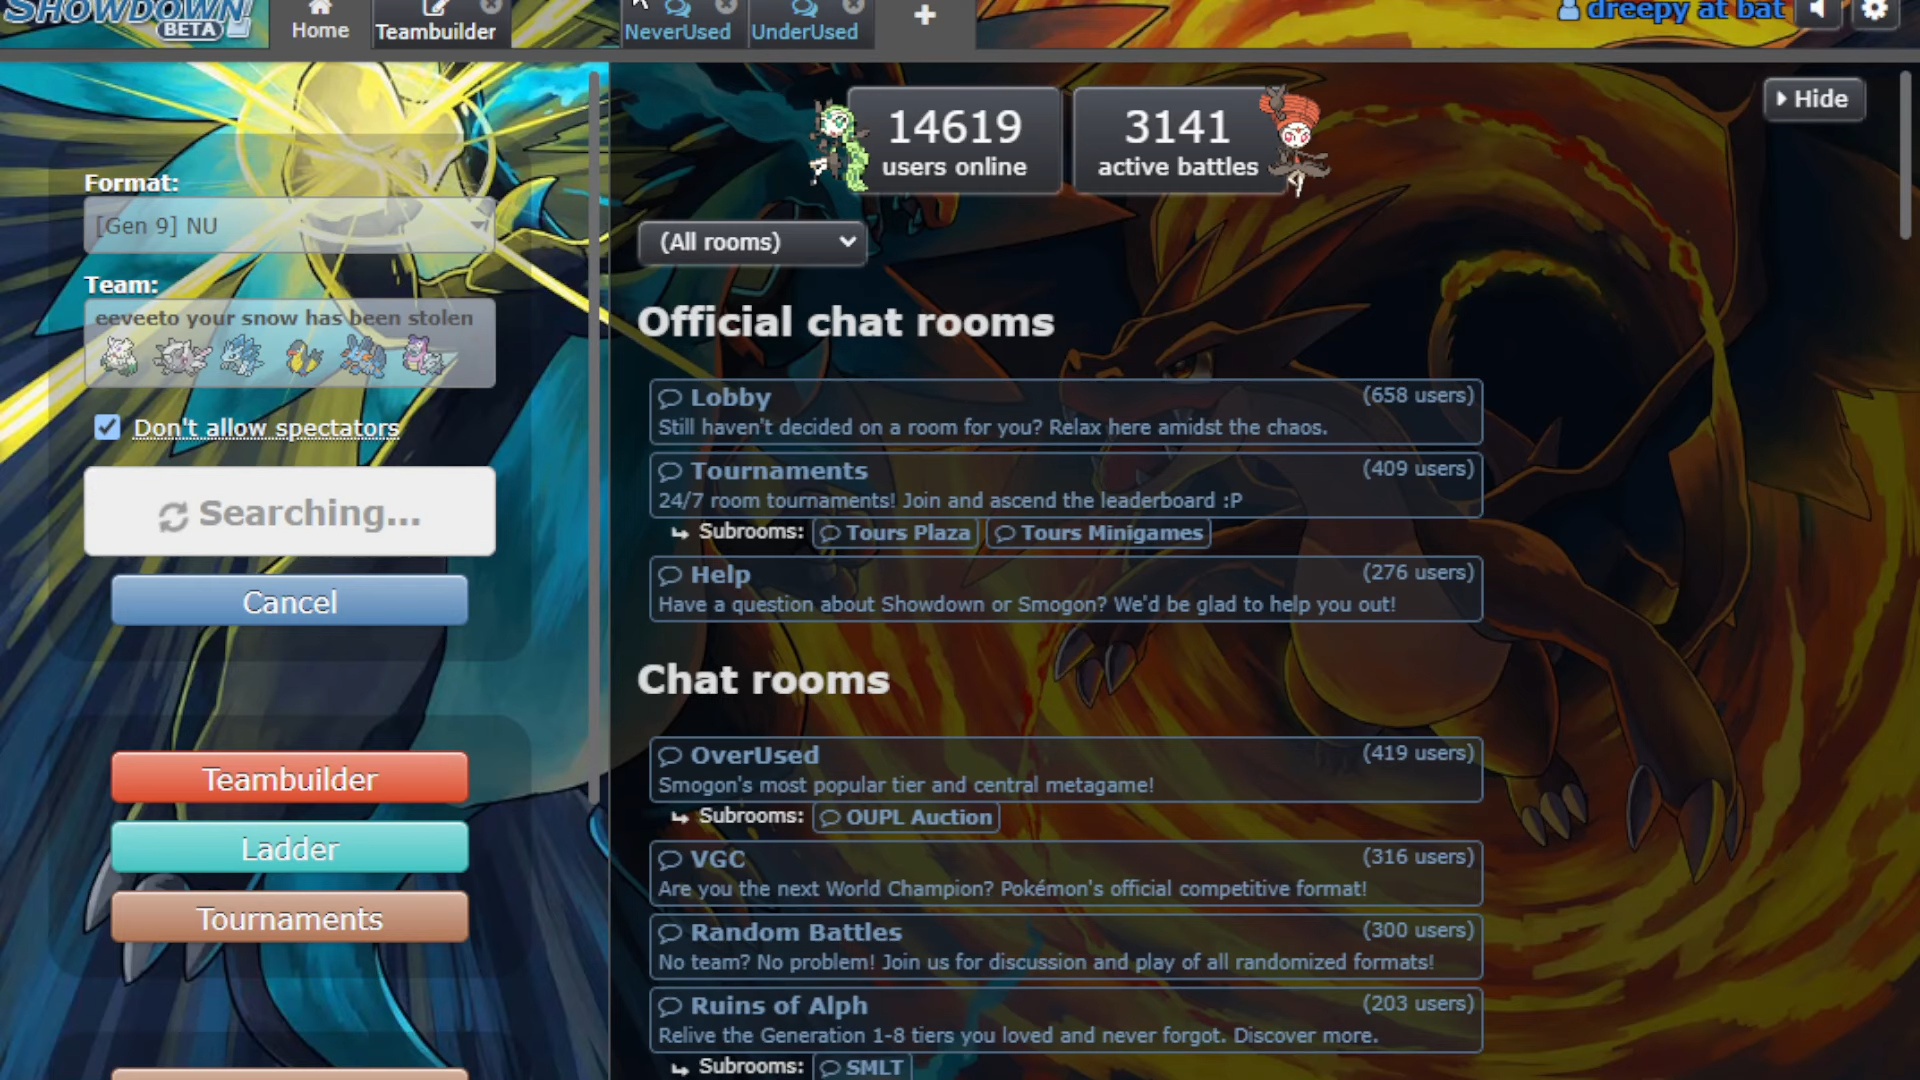 SHOWDOWN
BETA
Home
Teambuilder
NeverUsed
UnderUsed
+
dreepy at bat
Format:
[Gen 9] NU
Team:
eeveeto your snow has been stolen
Don't allow spectators
Searching...
Cancel
Teambuilder
Ladder
Tournaments
14619
users online
3141
active battles
Hide
(All rooms)
Official chat rooms
Lobby (658 users)
Still haven't decided on a room for you? Relax here amidst the chaos.
Tournaments (409 users)
24/7 room tournaments! Join and ascend the leaderboard :P
Subrooms: Tours Plaza Tours Minigames
Help (276 users)
Have a question about Showdown or Smogon? We'd be glad to help you out!
Chat rooms
OverUsed (419 users)
Smogon's most popular tier and central metagame!
Subrooms: OUPL Auction
VGC (316 users)
Are you the next World Champion? Pokémon's official competitive format!
Random Battles (300 users)
No team? No problem! Join us for discussion and play of all randomized formats!
Ruins of Alph (203 users)
Relive the Generation 1-8 tiers you loved and never forgot. Discover more.
Subrooms: SMLT